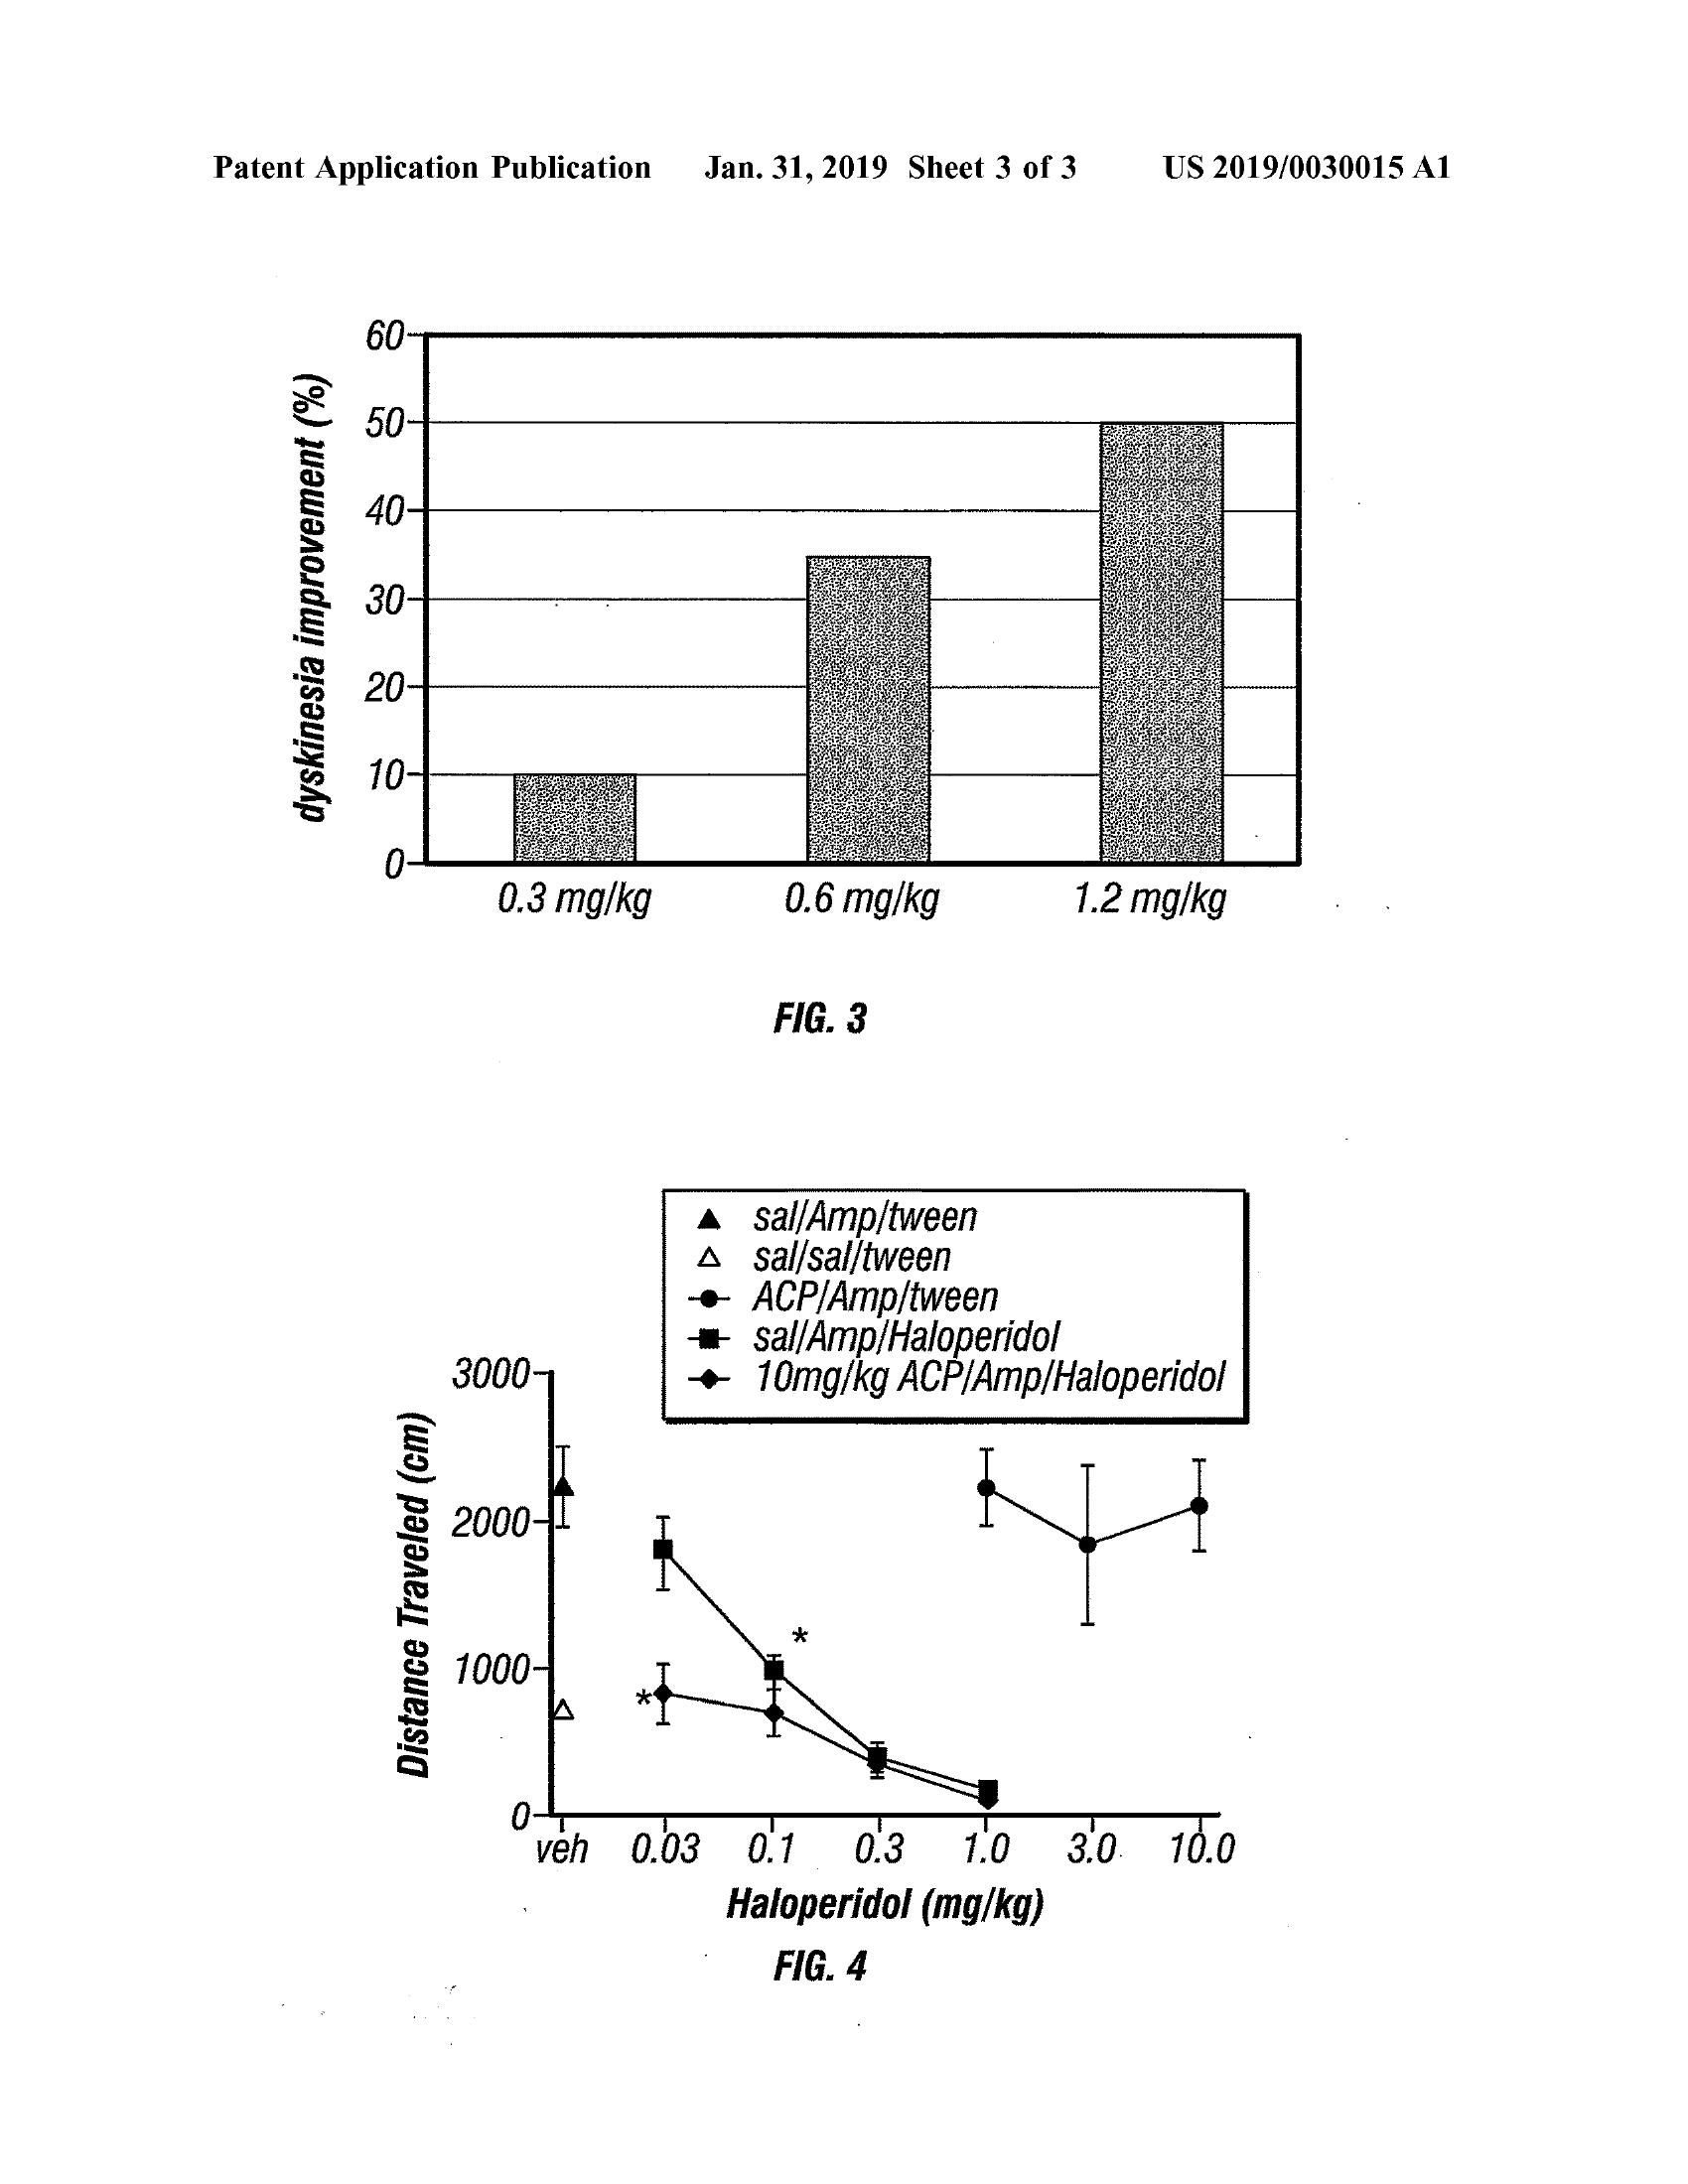 Patent Application Publication Jan. 31, 2019 Sheet 3 of 3 US 2019/0030015 A1
dyskinesia improvement (%)
60
50
40
30
20
10
0
0.3 mg/kg 0.6 mg/kg 1.2 mg/kg
FIG. 3
sal/Amp/tween
sal/sal/tween
ACP/Amp/tween
sal/Amp/Haloperidol
10mg/kg ACP/Amp/Haloperidol
Distance Traveled (cm)
3000
2000
1000
0
*
*
veh 0.03 0.1 0.3 1.0 3.0 10.0
Haloperidol (mg/kg)
FIG. 4